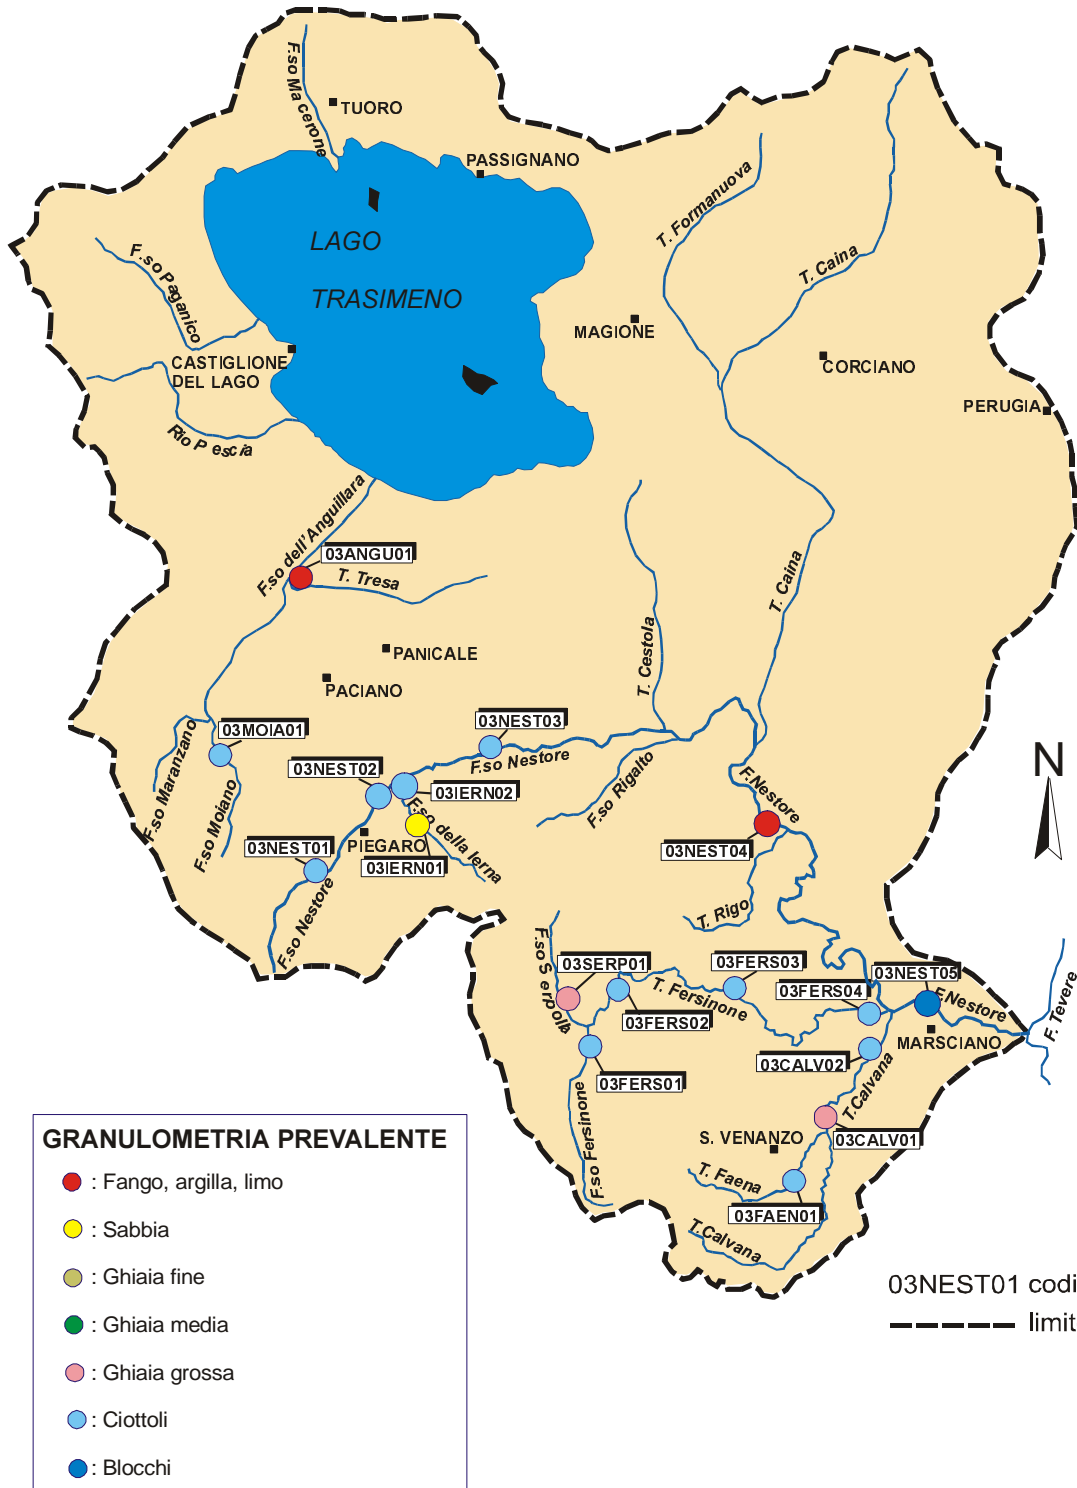 F.so Macerone
TUORO
PASSIGNANO
LAGO
TRASIMENO
T. Formanuova
T. Caina
F.so Paganico
MAGIONE
CASTIGLIONE
DEL LAGO
CORCIANO
PERUGIA
Rio Pescia
F.so dell'Anguillara
03ANGU01
T. Tresa
T. Caina
T. Cestola
PANICALE
PACIANO
03MOIA01
03NEST03
F.so Maranzano
F.so Moiano
03NEST02
F.so Nestore
03IERN02
F.so Rigalto
F.Nestore
F.so della Ierna
PIEGARO
03NEST01
03IERN01
03NEST04
F.so Nestore
T. Rigo
N
F.so Serpolla
03SERP01
03FERS03
03NEST05
T. Fersinone
03FERS04
F.Nestore
03FERS02
MARSCIANO
F. Tevere
03CALV02
03FERS01
T.Calvana
F.so Fersinone
S. VENANZO
03CALV01
T. Faena
03FAEN01
T.Calvana
GRANULOMETRIA PREVALENTE
: Fango, argilla, limo
: Sabbia
: Ghiaia fine
: Ghiaia media
: Ghiaia grossa
: Ciottoli
: Blocchi
03NEST01 codi
limit